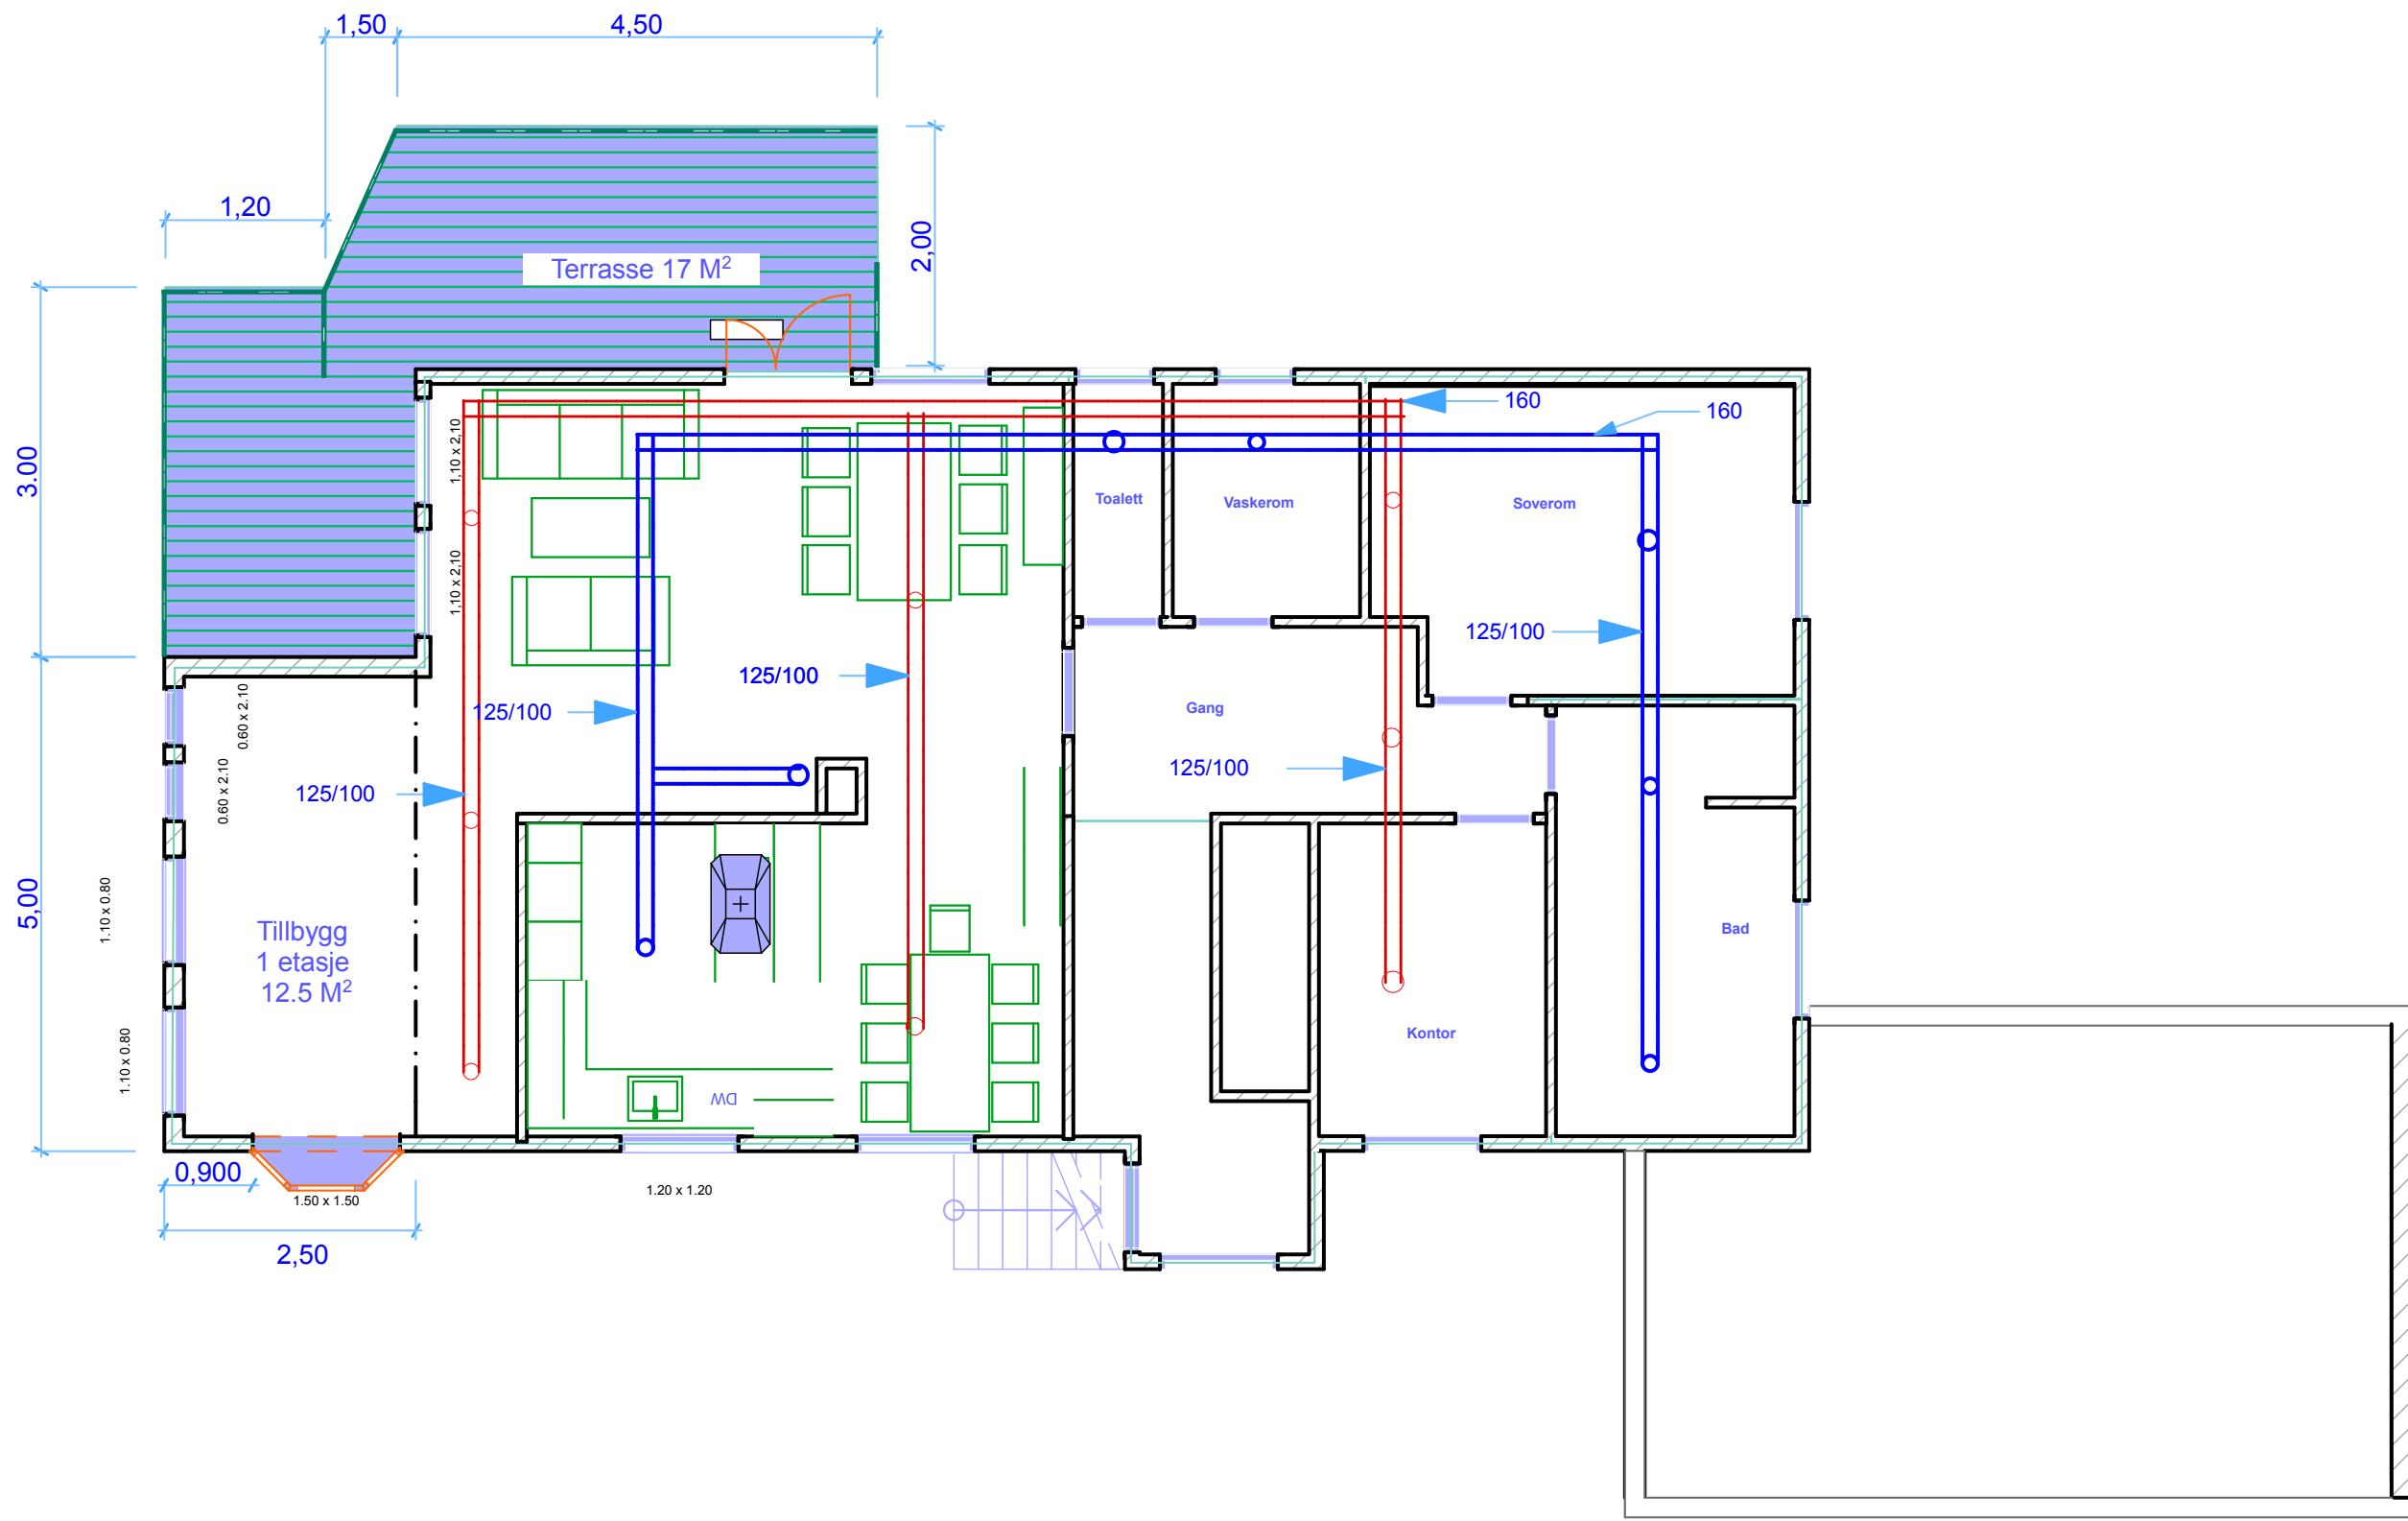 1,50
4,50
1,20
2,00
Terrasse 17 M²
3.00
1,10 x 2,10
160
160
Toalett
Vaskerom
Soverom
1,10 x 2,10
125/100
125/100
125/100
Gang
125/100
125/100
0.60 x 2.10
0.60 x 2.10
5,00
1.10 x 0.80
Tillbygg
1 etasje
12.5 M²
Bad
Kontor
1.10 x 0.80
DW
0,900
1.50 x 1.50
1.20 x 1.20
2,50